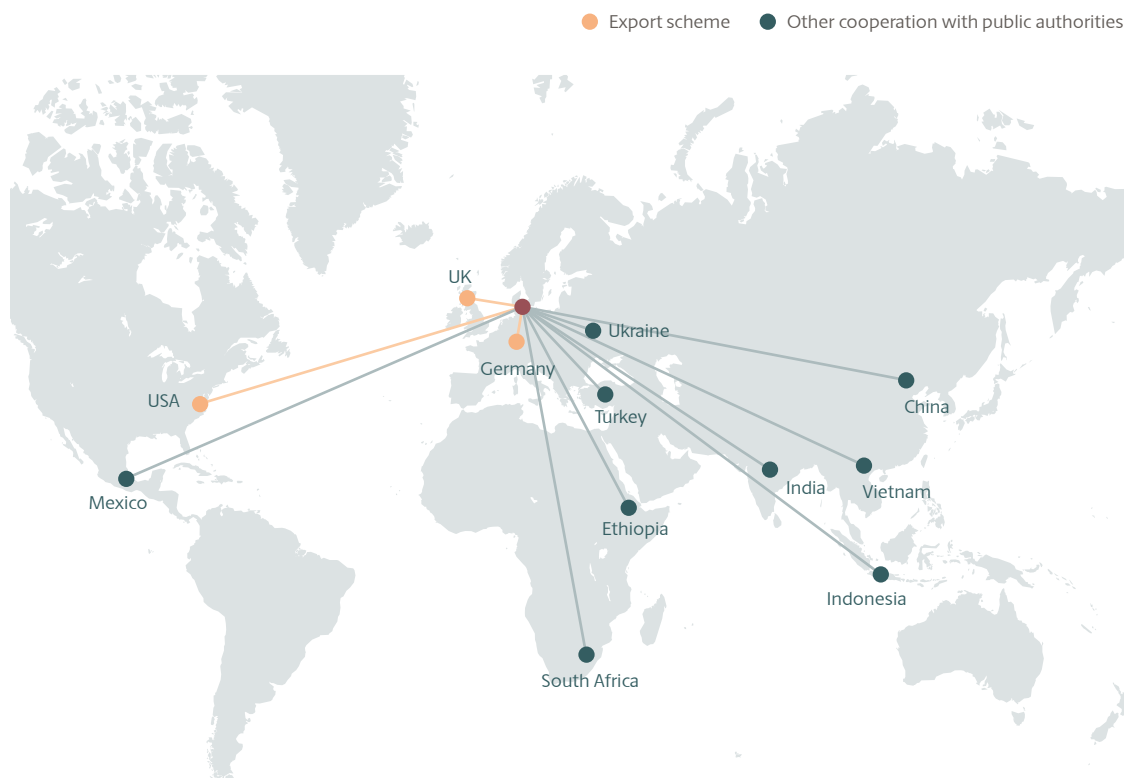 Export scheme
Other cooperation with public authorities
UK
Ukraine
Germany
USA
China
Turkey
India
Vietnam
Mexico
Ethiopia
Indonesia
South Africa